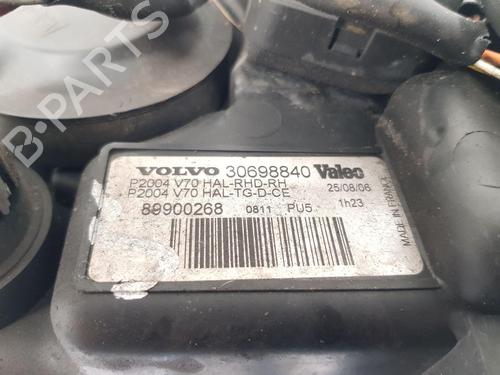 VOLVO 30698840 Valeo
P2004 V70 HAL-RHD-RH 25/08/06
P2004 V70 HAL-TG-D-CE 1h23
89900268 0811 PU5
MADE IN FRANCE
B-PARTS